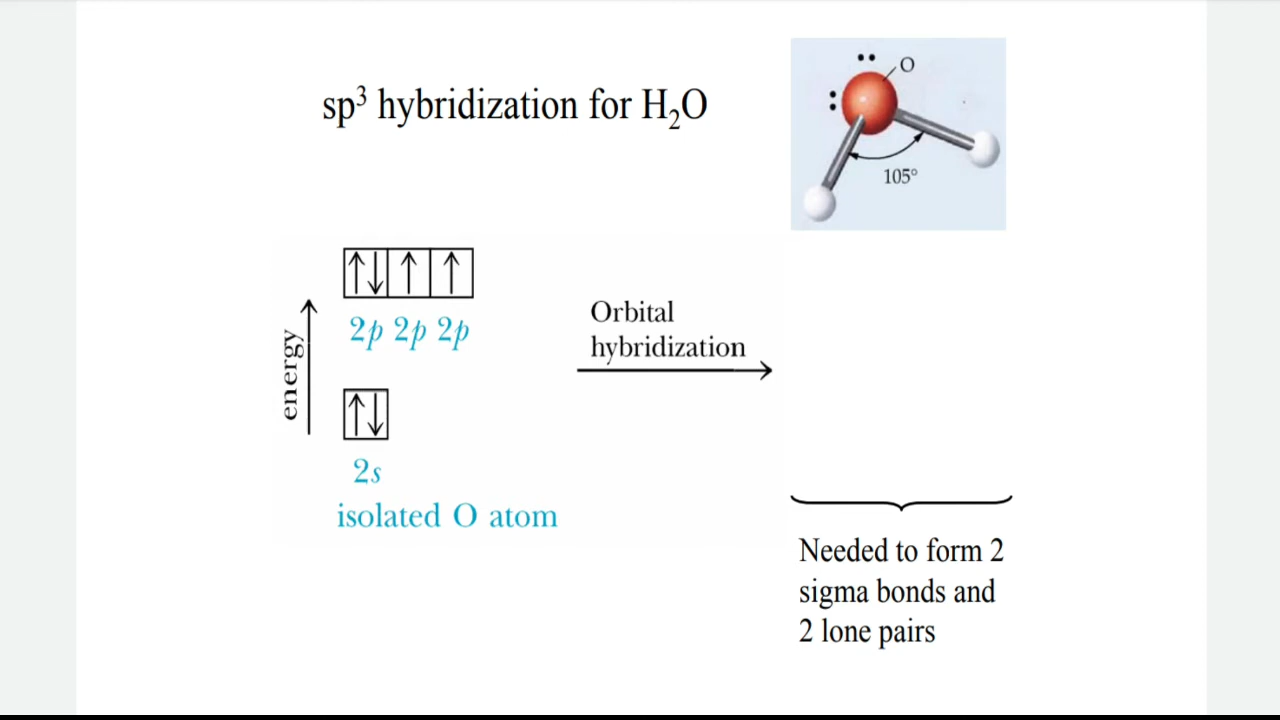 sp³ hybridization for H₂O
O
105°
2p 2p 2p
energy
2s
isolated O atom
Orbital
hybridization
Needed to form 2
sigma bonds and
2 lone pairs